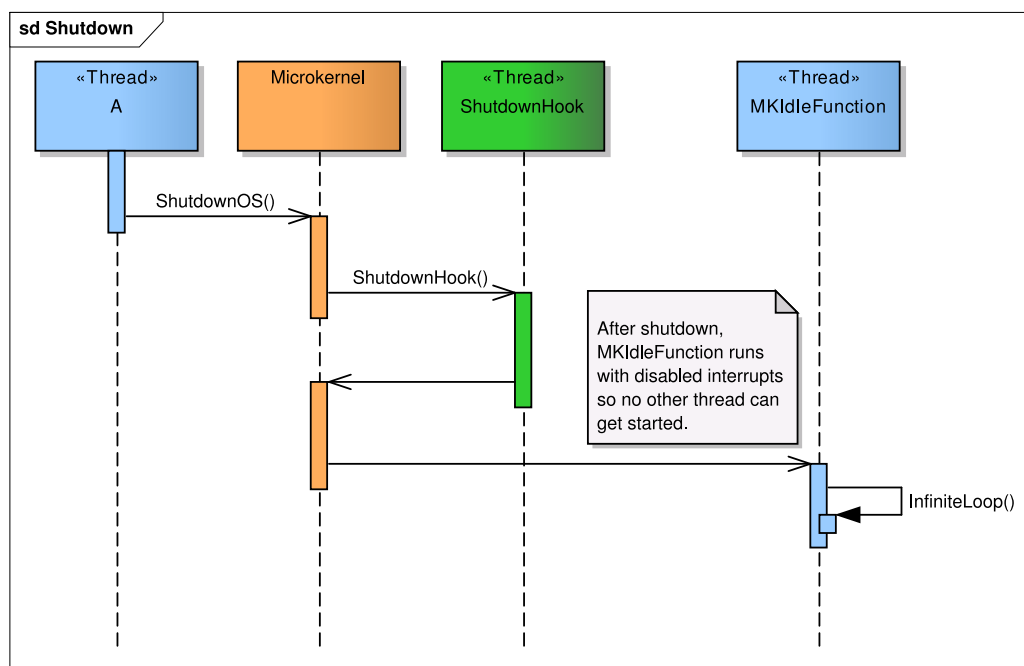 sd Shutdown
«Thread»
A
Microkernel
«Thread»
ShutdownHook
«Thread»
MKIdleFunction
ShutdownOS()
ShutdownHook()
After shutdown,
MKIdleFunction runs
with disabled interrupts
so no other thread can
get started.
InfiniteLoop()